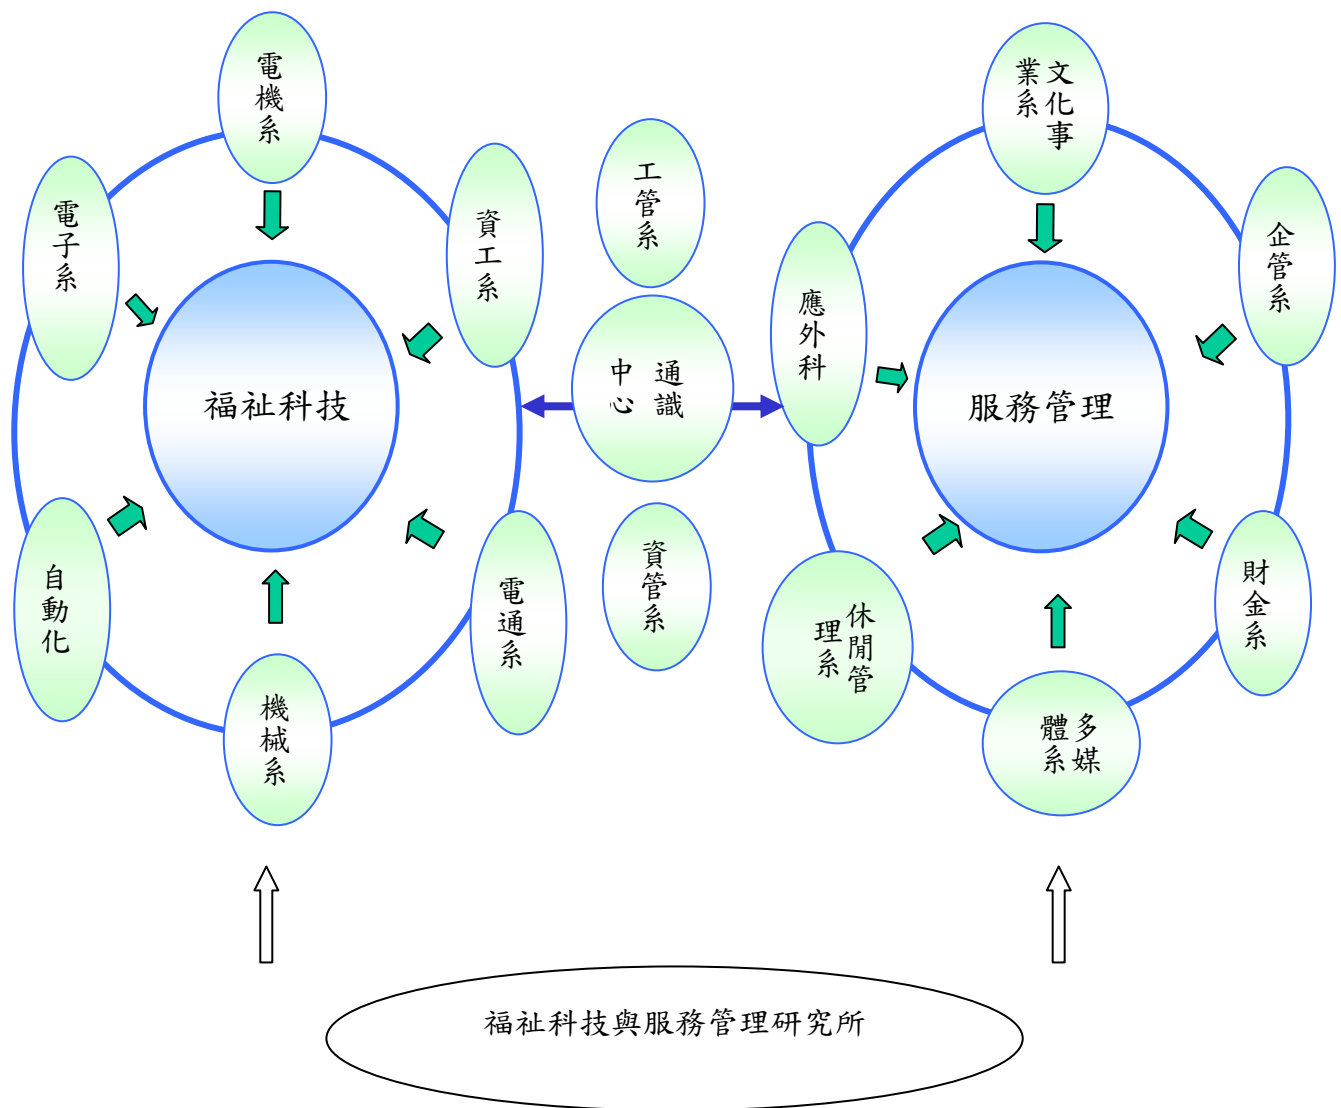 電機系
電子系
資工系
福祉科技
自動化
電通系
機械系
工管系
通識
中心
資管系
文化事
業系
企管系
應外科
服務管理
休閒管
理系
財金系
多媒
體系
福祉科技與服務管理研究所